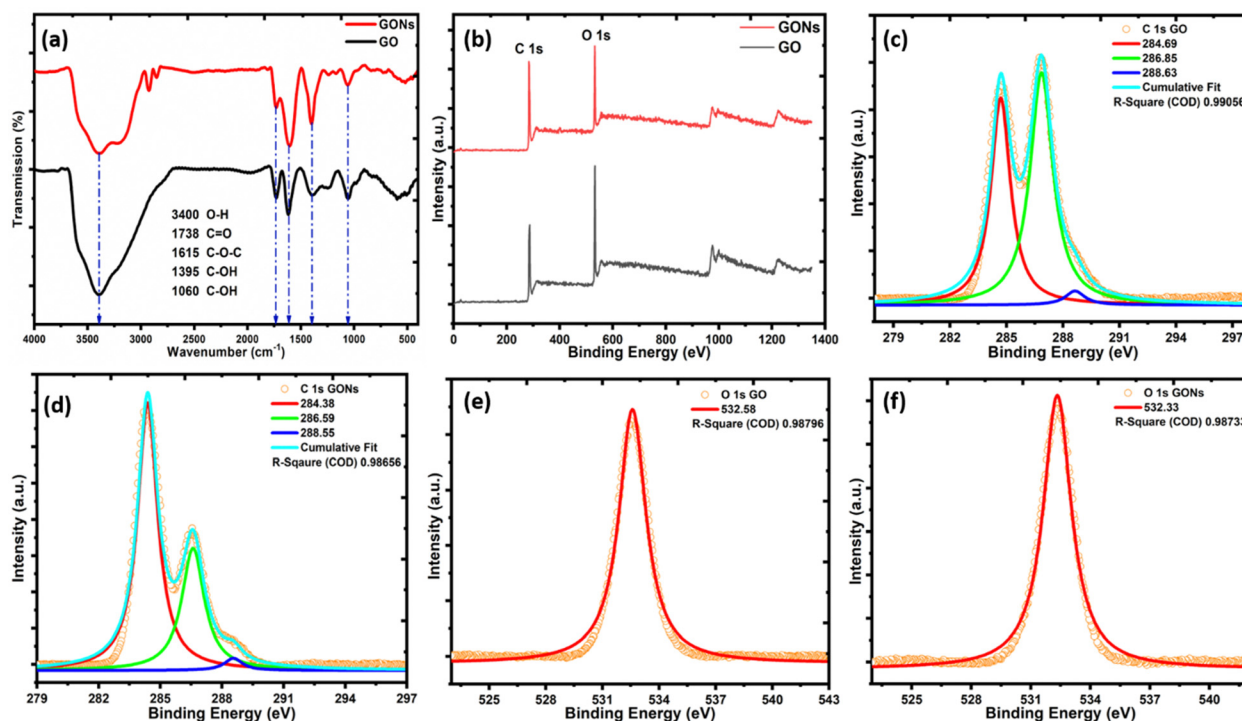 (a)
GONs
GO
Transmission (%)
3400 O-H
1738 C=O
1615 C-O-C
1395 C-OH
1060 C-OH
4000 3500 3000 2500 2000 1500 1000 500
Wavenumber (cm-1)
(b)
GONs
GO
C 1s
O 1s
Intensity (a.u.)
0 200 400 600 800 1000 1200 1400
Binding Energy (eV)
(c)
C 1s GO
284.69
286.85
288.63
Cumulative Fit
R-Square (COD) 0.99056
Intensity (a.u.)
279 282 285 288 291 294 297
Binding Energy (eV)
(d)
C 1s GONs
284.38
286.59
288.55
Cumulative Fit
R-Sqaure (COD) 0.98656
Intensity (a.u.)
279 282 285 288 291 294 297
Binding Energy (eV)
(e)
O 1s GO
532.58
R-Square (COD) 0.98796
Intensity (a.u.)
525 528 531 534 537 540 543
Binding Energy (eV)
(f)
O 1s GONs
532.33
R-Square (COD) 0.98733
Intensity (a.u.)
525 528 531 534 537 540
Binding Energy (eV)